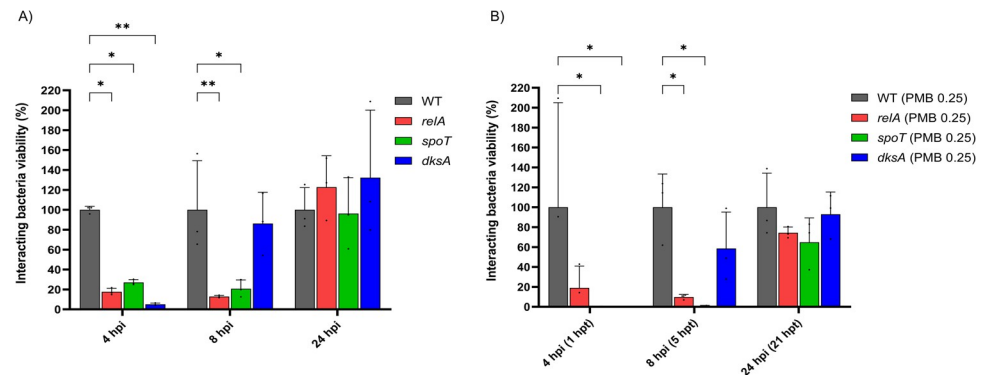 A)
**
*
*
*
**
Interacting bacteria viability (%)
220
200
180
160
140
120
100
80
60
40
20
0
4 hpi
8 hpi
24 hpi
WT
relA
spoT
dksA
B)
*
*
*
*
Interacting bacteria viability (%)
220
200
180
160
140
120
100
80
60
40
20
0
4 hpi (1 hpt)
8 hpi (5 hpt)
24 hpi (21 hpt)
WT (PMB 0.25)
relA (PMB 0.25)
spoT (PMB 0.25)
dksA (PMB 0.25)